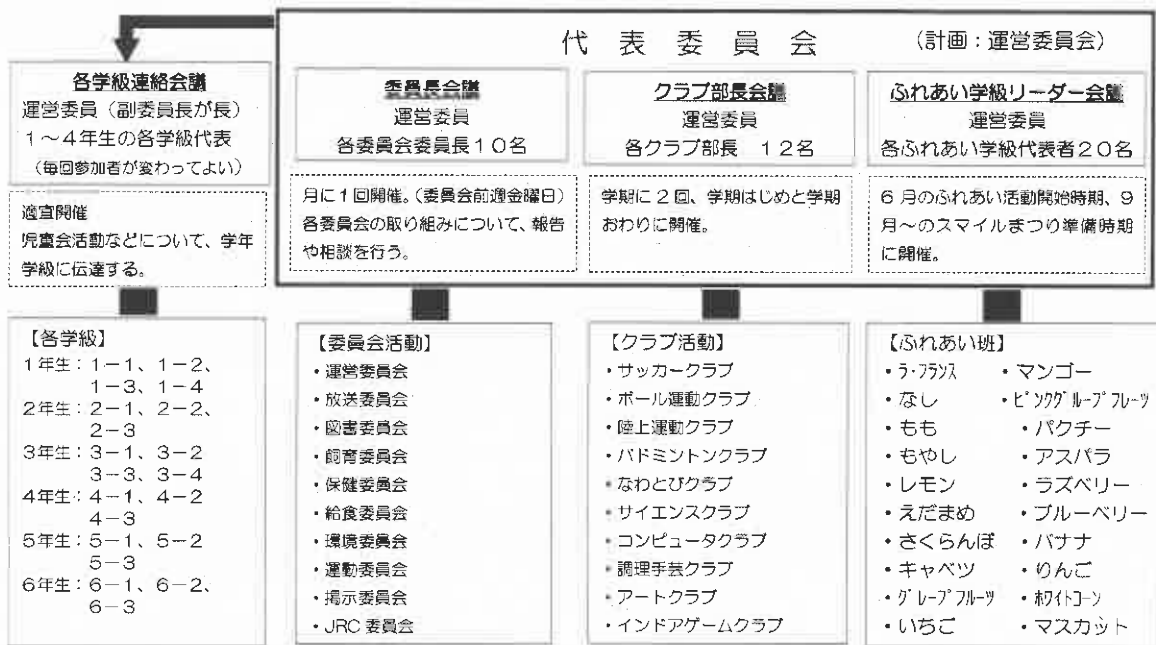 代表委員会 (計画：運営委員会)
各学級連絡会議
運営委員（副委員長が長）
1～4年生の各学級代表
（毎回参加者が変わってよい）
適宜開催
児童会活動などについて、学年
学級に伝達する。
委員長会議
運営委員
各委員会委員長10名
月に1回開催。（委員会前週金曜日）
各委員会の取り組みについて、報告
や相談を行う。
クラブ部長会議
運営委員
各クラブ部長 12名
学期に2回、学期はじめと学期
おわりに開催。
ふれあい学級リーダー会議
運営委員
各ふれあい学級代表者20名
6月のふれあい活動開始時期、9
月～のスマイルまつり準備時期
に開催。
【各学級】
1年生：1－1、1－2、
1－3、1－4
2年生：2－1、2－2、
2－3
3年生：3－1、3－2
3－3、3－4
4年生：4－1、4－2
4－3
5年生：5－1、5－2
5－3
6年生：6－1、6－2、
6－3
【委員会活動】
・運営委員会
・放送委員会
・図書委員会
・飼育委員会
・保健委員会
・給食委員会
・環境委員会
・運動委員会
・掲示委員会
・JRC委員会
【クラブ活動】
・サッカークラブ
・ボール運動クラブ
・陸上運動クラブ
・バドミントンクラブ
・なわとびクラブ
・サイエンスクラブ
・コンピュータクラブ
・調理手芸クラブ
・アートクラブ
・インドアゲームクラブ
【ふれあい班】
・ラ・フランス ・マンゴー
・なし ・ピンクグループフルーツ
・もも ・パクチー
・もやし ・アスパラ
・レモン ・ラズベリー
・えだまめ ・ブルーベリー
・さくらんぼ ・バナナ
・キャベツ ・りんご
・グレープフルーツ ・ホワイトコーン
・いちご ・マスカット